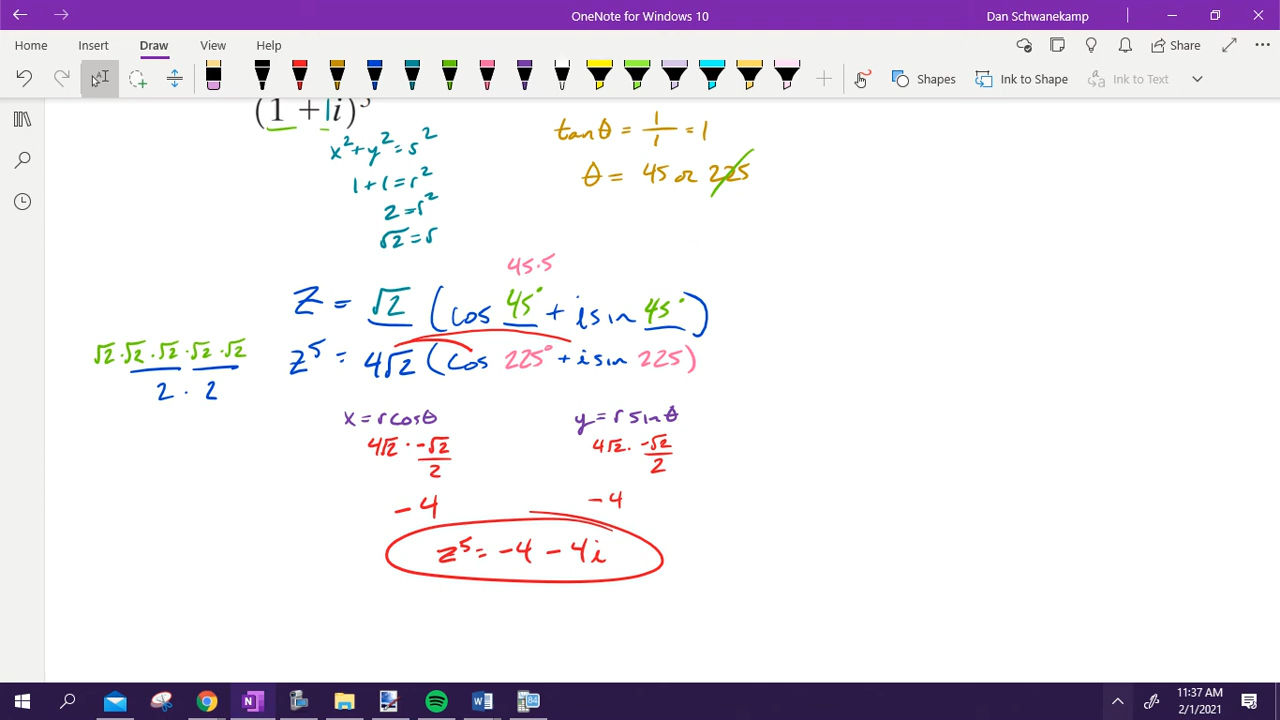 OneNote for Windows 10
Dan Schwanekamp
Home Insert Draw View Help
Share
Shapes Ink to Shape Ink to Text
(1 + 1i)⁵
x² + y² = s²
1 + 1 = r²
2 = r²
√2 = r
tan θ = 1/1 = 1
θ = 45 or 225
45·5
z = √2 (cos 45° + i sin 45°)
√2·√2·√2·√2·√2
2 · 2
z⁵ = 4√2 (cos 225° + i sin 225)
x = r cos θ
4√2 · -√2/2
-4
y = r sin θ
4√2 · -√2/2
-4
z⁵ = -4 - 4i
11:37 AM
2/1/2021